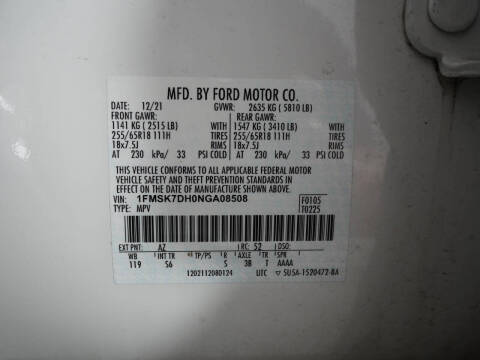 MFD. BY FORD MOTOR CO.
DATE: 12/21 GVWR: 2635 KG ( 5810 LB)
FRONT GAWR: REAR GAWR:
1141 KG ( 2515 LB) WITH 1547 KG ( 3410 LB) WITH
255/65R18 111H TIRES 255/65R18 111H TIRES
18x7.5J RIMS 18x7.5J RIMS
AT 230 kPa/ 33 PSI COLD AT 230 kPa/ 33 PSI COLD
THIS VEHICLE CONFORMS TO ALL APPLICABLE FEDERAL MOTOR
VEHICLE SAFETY AND THEFT PREVENTION STANDARDS IN
EFFECT ON THE DATE OF MANUFACTURE SHOWN ABOVE.
VIN: 1FMSK7DH0NGA08508 F0105
TYPE: MPV F0225
EXT PNT: AZ RC: 52 DSO:
WB INT TR TP/PS R AXLE TR SPR
119 S6 5 3B T AAAA
1202112080124 UTC 5U5A-1520472-BA